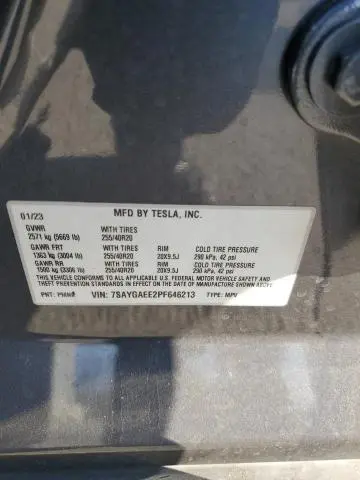 01/23 MFD BY TESLA, INC.
GVWR WITH TIRES
2571 kg (5669 lb) 255/40R20
GAWR FRT WITH TIRES RIM COLD TIRE PRESSURE
1363 kg (3004 lb) 255/40R20 20X9.5J 290 kPa, 42 psi
GAWR RR WITH TIRES RIM COLD TIRE PRESSURE
1500 kg (3306 lb) 255/40R20 20X9.5J 290 kPa, 42 psi
THIS VEHICLE CONFORMS TO ALL APPLICABLE U.S. FEDERAL MOTOR VEHICLE SAFETY
AND THEFT PREVENTION STANDARDS IN EFFECT ON THE DATE OF MANUFACTURE SHOWN ABOVE.
PNT: VIN: 7SAYGAEE2PF646213 TYPE: MPV